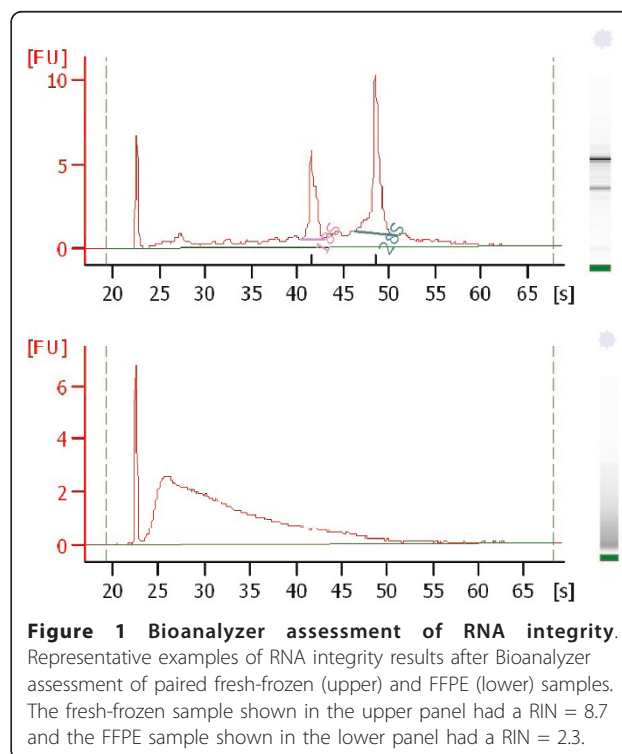 [FU]
10
5
0
18S
28S
20 25 30 35 40 45 50 55 60 65 [s]
[FU]
6
4
2
0
20 25 30 35 40 45 50 55 60 65 [s]
Figure 1 Bioanalyzer assessment of RNA integrity.
Representative examples of RNA integrity results after Bioanalyzer
assessment of paired fresh-frozen (upper) and FFPE (lower) samples.
The fresh-frozen sample shown in the upper panel had a RIN = 8.7
and the FFPE sample shown in the lower panel had a RIN = 2.3.